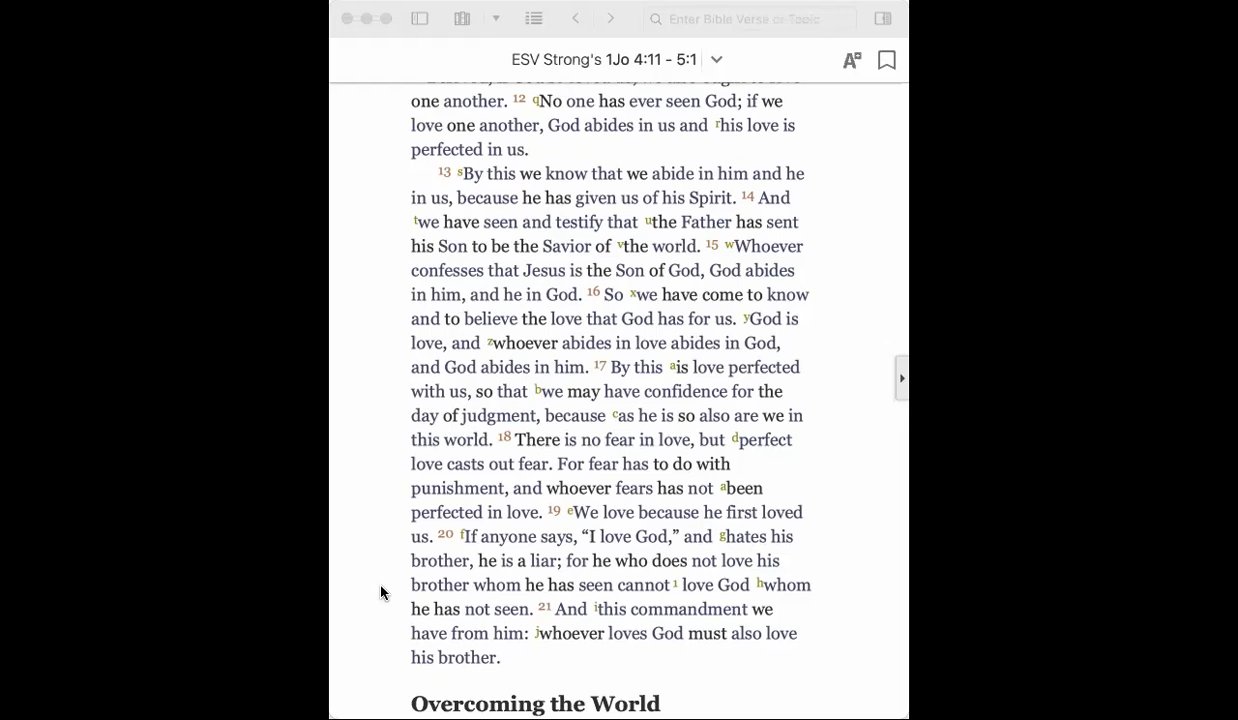 Enter Bible Verse or Topic
ESV Strong's 1Jo 4:11 - 5:1
one another. 12 qNo one has ever seen God; if we
love one another, God abides in us and rhis love is
perfected in us.
13 sBy this we know that we abide in him and he
in us, because he has given us of his Spirit. 14 And
twe have seen and testify that uthe Father has sent
his Son to be the Savior of vthe world. 15 wWhoever
confesses that Jesus is the Son of God, God abides
in him, and he in God. 16 So xwe have come to know
and to believe the love that God has for us. yGod is
love, and zwhoever abides in love abides in God,
and God abides in him. 17 By this ais love perfected
with us, so that bwe may have confidence for the
day of judgment, because cas he is so also are we in
this world. 18 There is no fear in love, but dperfect
love casts out fear. For fear has to do with
punishment, and whoever fears has not abeen
perfected in love. 19 eWe love because he first loved
us. 20 fIf anyone says, “I love God,” and ghates his
brother, he is a liar; for he who does not love his
brother whom he has seen cannot1 love God hwhom
he has not seen. 21 And ithis commandment we
have from him: jwhoever loves God must also love
his brother.
Overcoming the World